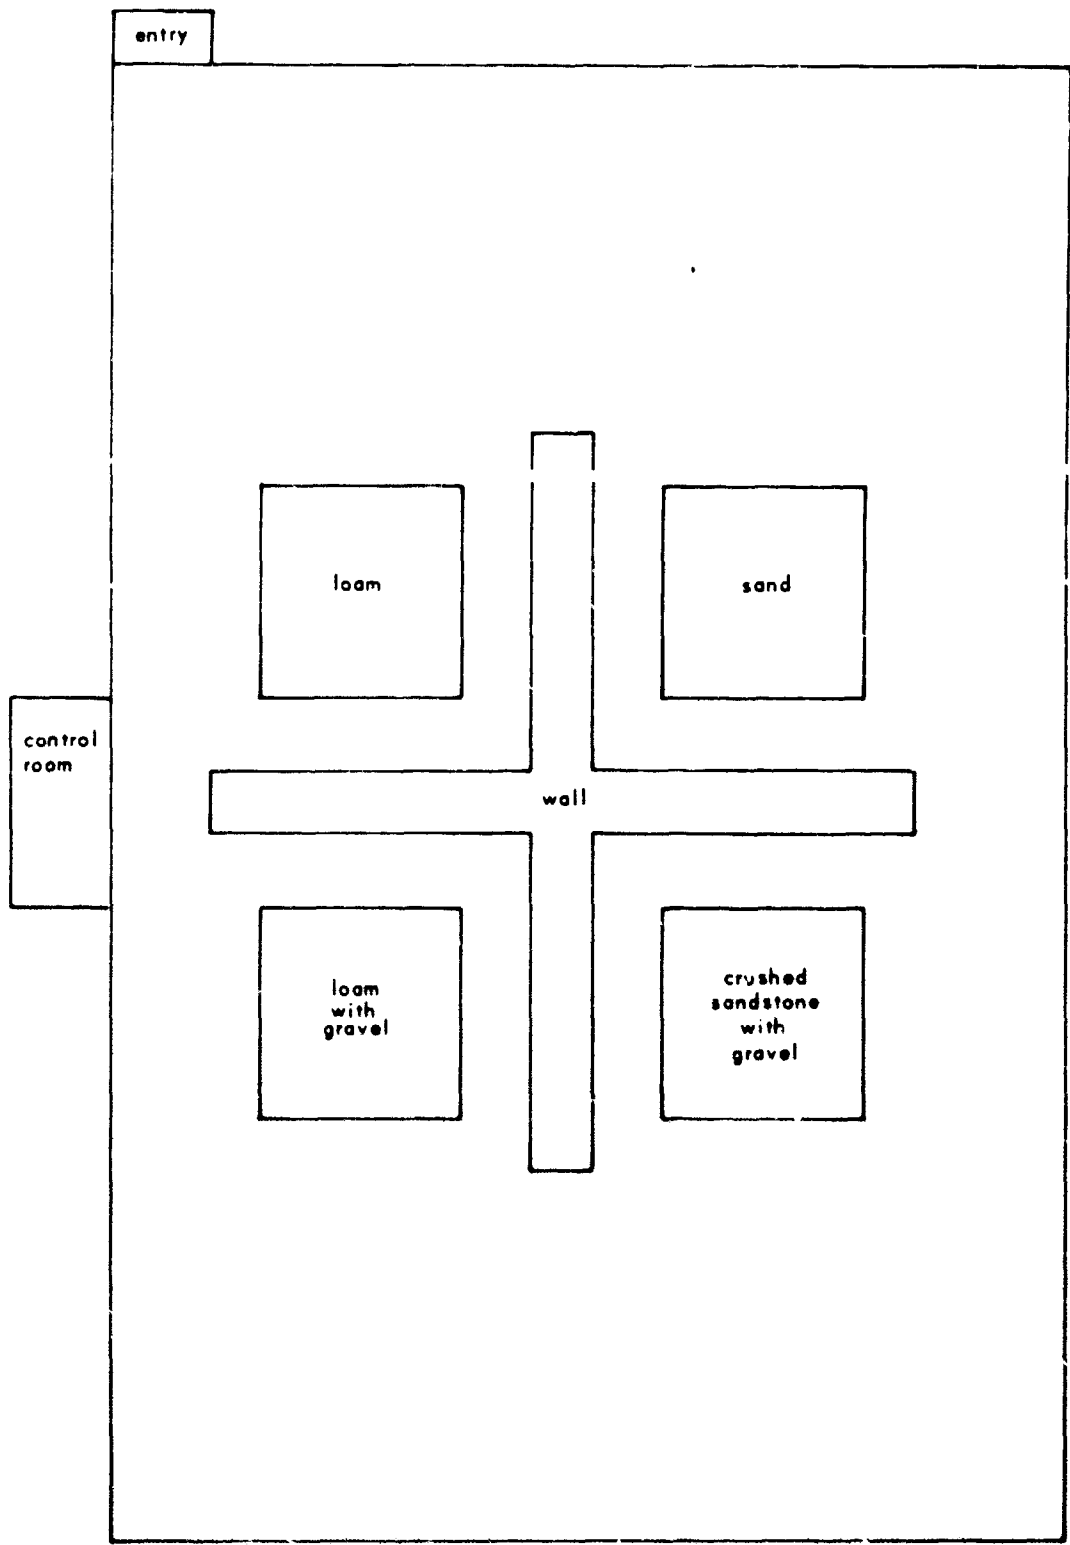 entry
loam
sand
control
room
wall
loam
with
gravel
crushed
sandstone
with
gravel